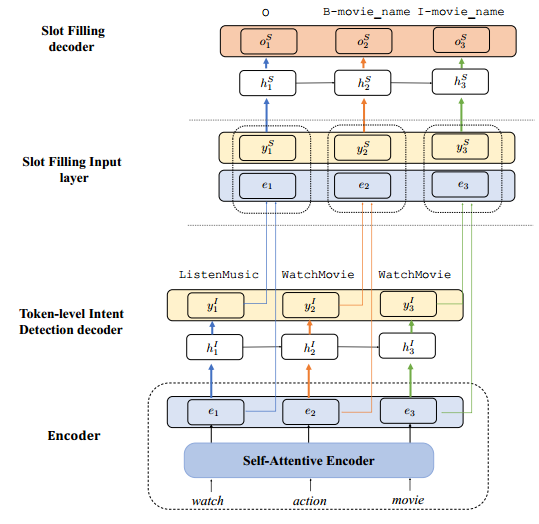 O B-movie_name I-movie_name
Slot Filling
decoder
o_1^S o_2^S o_3^S
h_1^S h_2^S h_3^S
Slot Filling Input
layer
y_1^S y_2^S y_3^S
e_1 e_2 e_3
ListenMusic WatchMovie WatchMovie
Token-level Intent
Detection decoder
y_1^I y_2^I y_3^I
h_1^I h_2^I h_3^I
Encoder
e_1 e_2 e_3
Self-Attentive Encoder
watch action movie